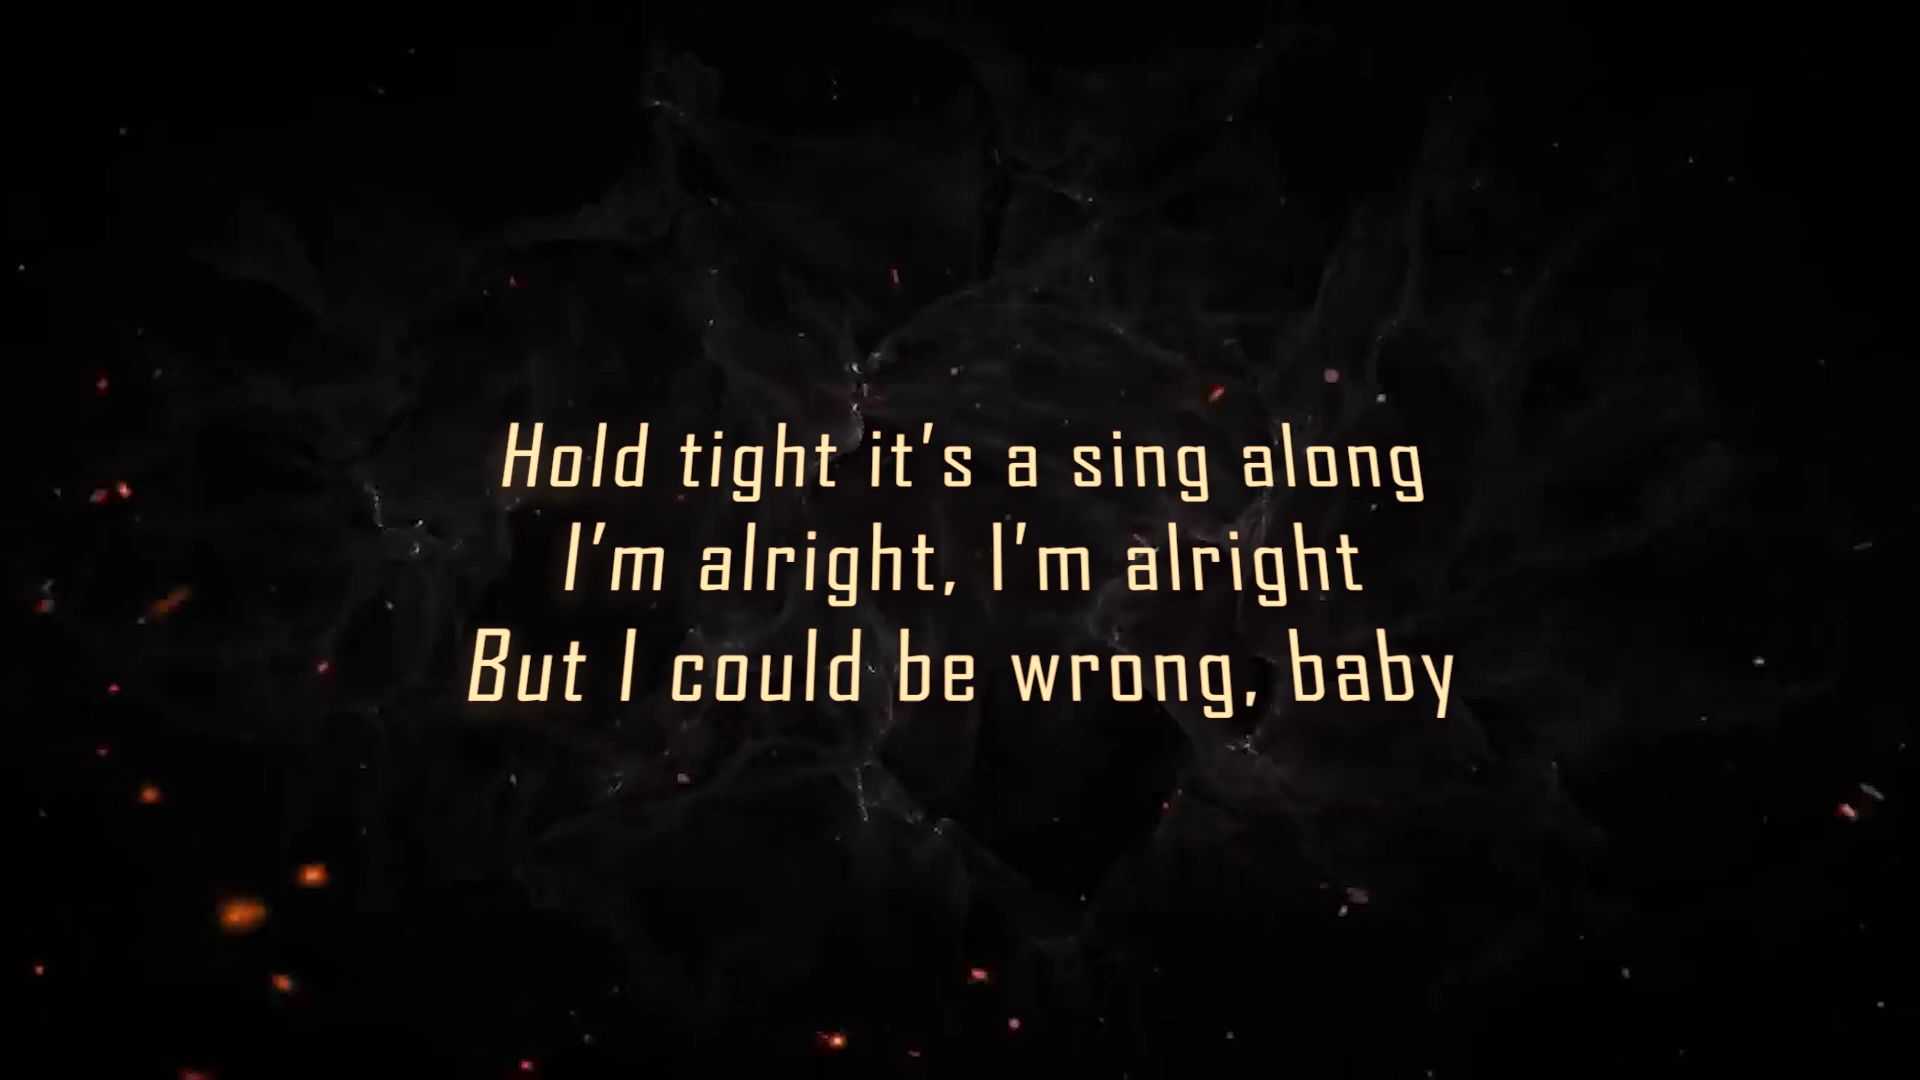 Hold tight it's a sing along
I'm alright, I'm alright
But I could be wrong, baby